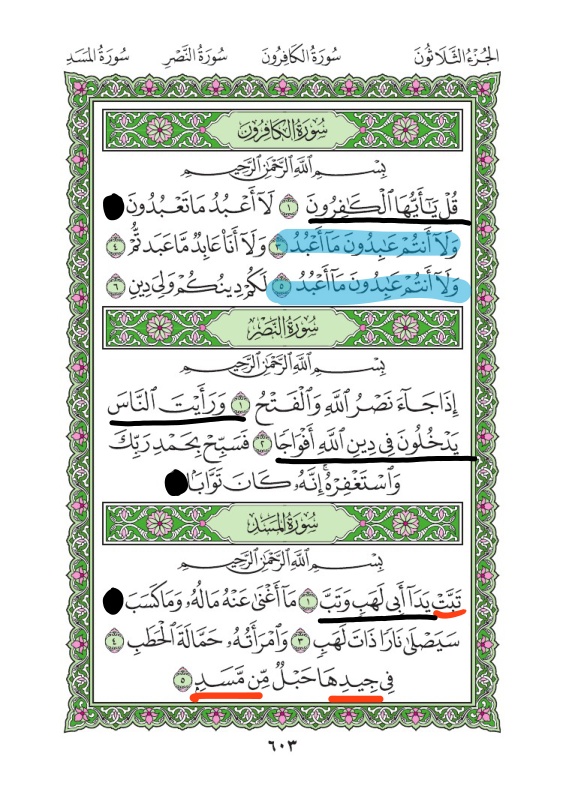 الجُزءُ الثَّلَاثُونَ سُورَةُ الكَافِرُونَ سُورَةُ النَّصْرِ سُورَةُ المَسَدِ
سُورَةُ الكَافِرُونَ
بِسْمِ ٱللَّهِ ٱلرَّحْمَٰنِ ٱلرَّحِيمِ
قُلْ يَٰٓأَيُّهَا ٱلْكَٰفِرُونَ ١ لَآ أَعْبُدُ مَا تَعْبُدُونَ
وَلَآ أَنتُمْ عَٰبِدُونَ مَآ أَعْبُدُ ٣ وَلَآ أَنَا۠ عَابِدٌ مَّا عَبَدتُّمْ ٤
وَلَآ أَنتُمْ عَٰبِدُونَ مَآ أَعْبُدُ ٥ لَكُمْ دِينُكُمْ وَلِىَ دِينِ ٦
سُورَةُ النَّصْرِ
بِسْمِ ٱللَّهِ ٱلرَّحْمَٰنِ ٱلرَّحِيمِ
إِذَا جَآءَ نَصْرُ ٱللَّهِ وَٱلْفَتْحُ ١ وَرَأَيْتَ ٱلنَّاسَ
يَدْخُلُونَ فِى دِينِ ٱللَّهِ أَفْوَاجًا ٢ فَسَبِّحْ بِحَمْدِ رَبِّكَ
وَٱسْتَغْفِرْهُ ۚ إِنَّهُۥ كَانَ تَوَّابًۢا
سُورَةُ المَسَدِ
بِسْمِ ٱللَّهِ ٱلرَّحْمَٰنِ ٱلرَّحِيمِ
تَبَّتْ يَدَآ أَبِى لَهَبٍ وَتَبَّ ١ مَآ أَغْنَىٰ عَنْهُ مَالُهُۥ وَمَا كَسَبَ
سَيَصْلَىٰ نَارًا ذَاتَ لَهَبٍ ٣ وَٱمْرَأَتُهُۥ حَمَّالَةَ ٱلْحَطَبِ ٤
فِى جِيدِهَا حَبْلٌ مِّن مَّسَدٍۭ ٥
٦٠٣